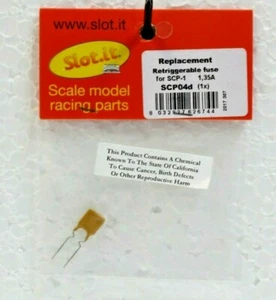 www.slot.it
Slot.it
Scale model
racing parts
Replacement
Retriggerable fuse
for SCP-1 1,35A
SCP04d (1x)
This Product Contains A Chemical
Known To The State Of California
To Cause Cancer, Birth Defects
Or Other Reproductive Harm